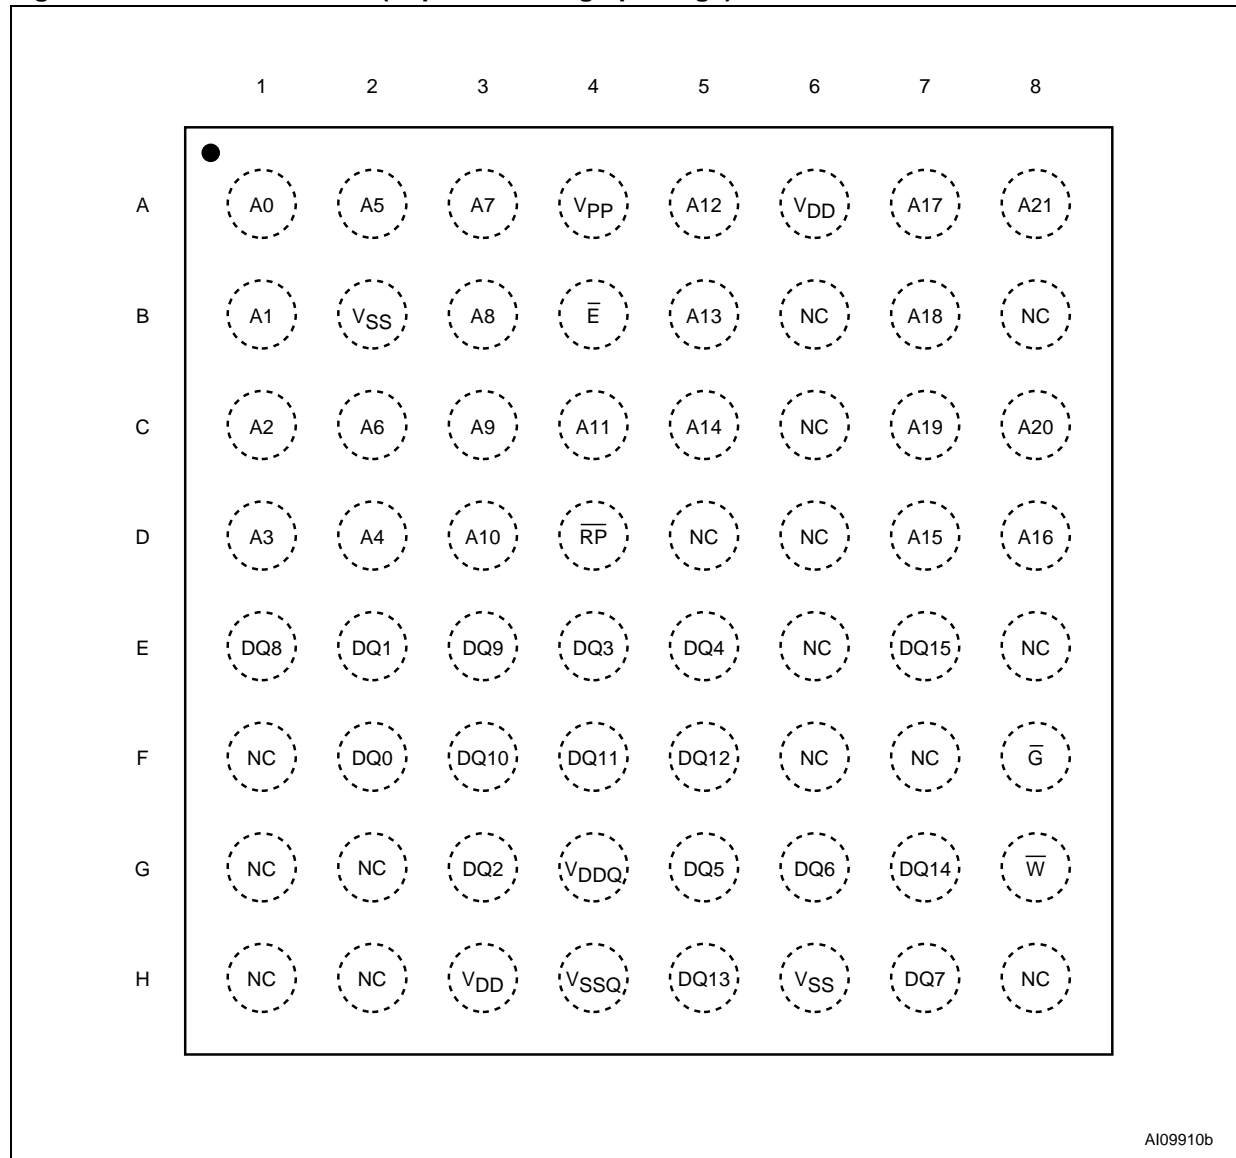 1 2 3 4 5 6 7 8
A A0 A5 A7 VPP A12 VDD A17 A21
B A1 VSS A8 E̅ A13 NC A18 NC
C A2 A6 A9 A11 A14 NC A19 A20
D A3 A4 A10 R̅P̅ NC NC A15 A16
E DQ8 DQ1 DQ9 DQ3 DQ4 NC DQ15 NC
F NC DQ0 DQ10 DQ11 DQ12 NC NC G̅
G NC NC DQ2 VDDQ DQ5 DQ6 DQ14 W̅
H NC NC VDD VSSQ DQ13 VSS DQ7 NC
AI09910b